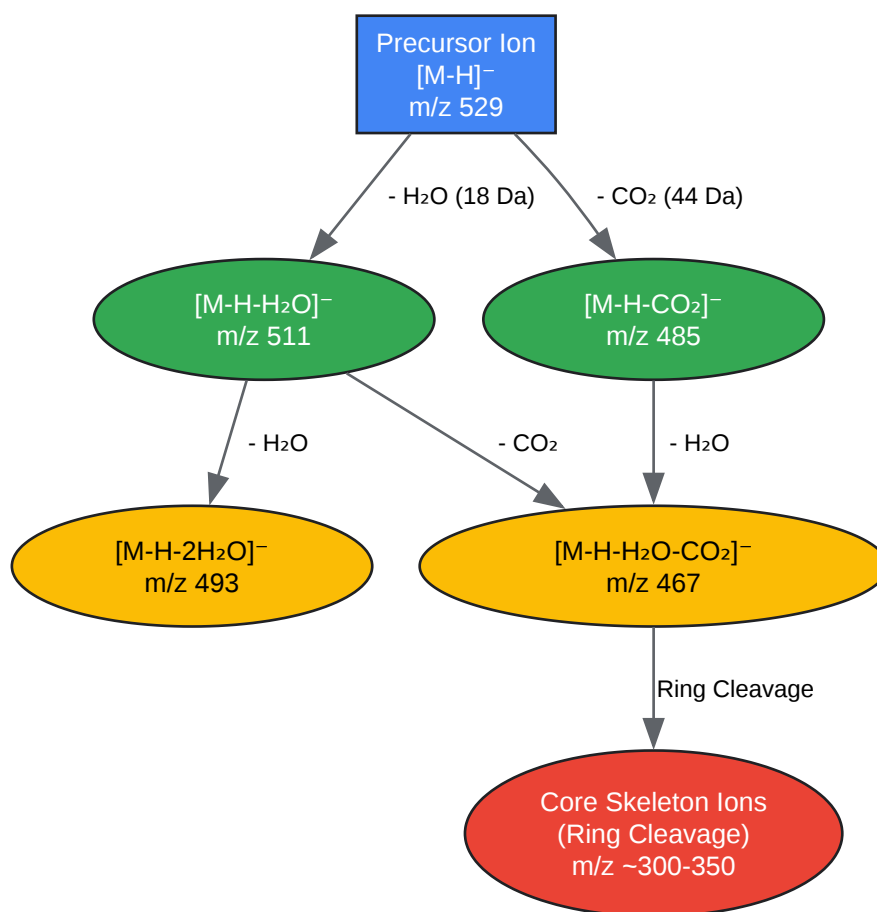 Precursor Ion
[M-H]⁻
m/z 529
- H₂O (18 Da)
- CO₂ (44 Da)
[M-H-H₂O]⁻
m/z 511
[M-H-CO₂]⁻
m/z 485
- H₂O
- CO₂
- H₂O
[M-H-2H₂O]⁻
m/z 493
[M-H-H₂O-CO₂]⁻
m/z 467
Ring Cleavage
Core Skeleton Ions
(Ring Cleavage)
m/z ~300-350